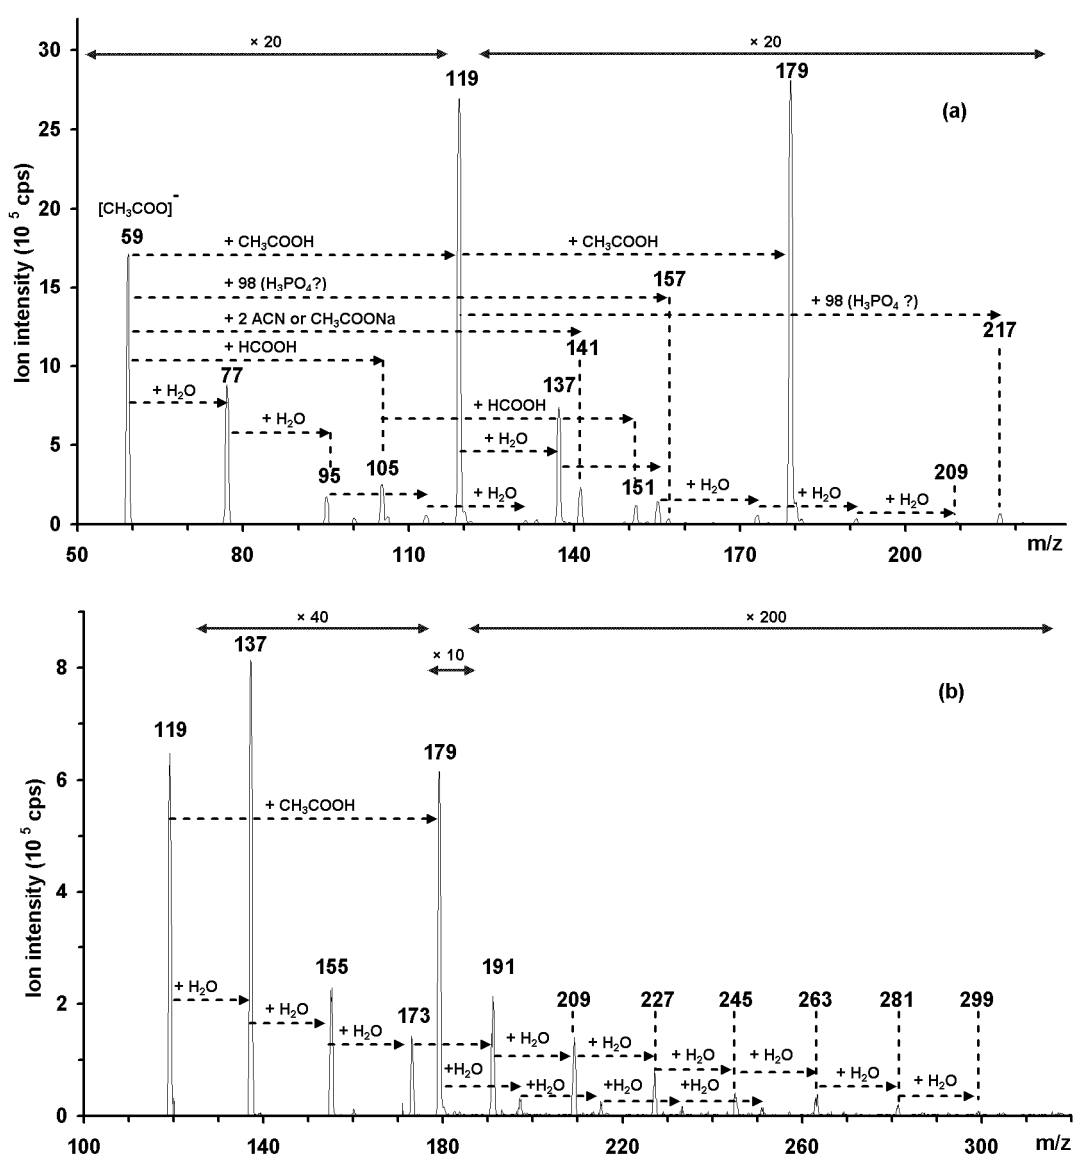 × 20
× 20
30
25
20
15
10
5
0
Ion intensity (10 5 cps)
119
179
(a)
[CH3COO]-
59
+ CH3COOH
+ CH3COOH
157
+ 98 (H3PO4?)
+ 98 (H3PO4 ?)
+ 2 ACN or CH3COONa
217
+ HCOOH
141
77
137
+ H2O
+ HCOOH
+ H2O
+ H2O
95
105
151
209
+ H2O
+ H2O
+ H2O
+ H2O
50
80
110
140
170
200
m/z
× 40
× 200
137
× 10
(b)
8
6
4
2
0
Ion intensity (10 5 cps)
119
179
+ CH3COOH
155
191
173
209
227
245
263
281
299
+ H2O
+ H2O
+ H2O
+ H2O
+ H2O
+ H2O
+ H2O
+ H2O
+ H2O
+H2O
+H2O
+H2O
+H2O
100
140
180
220
260
300
m/z